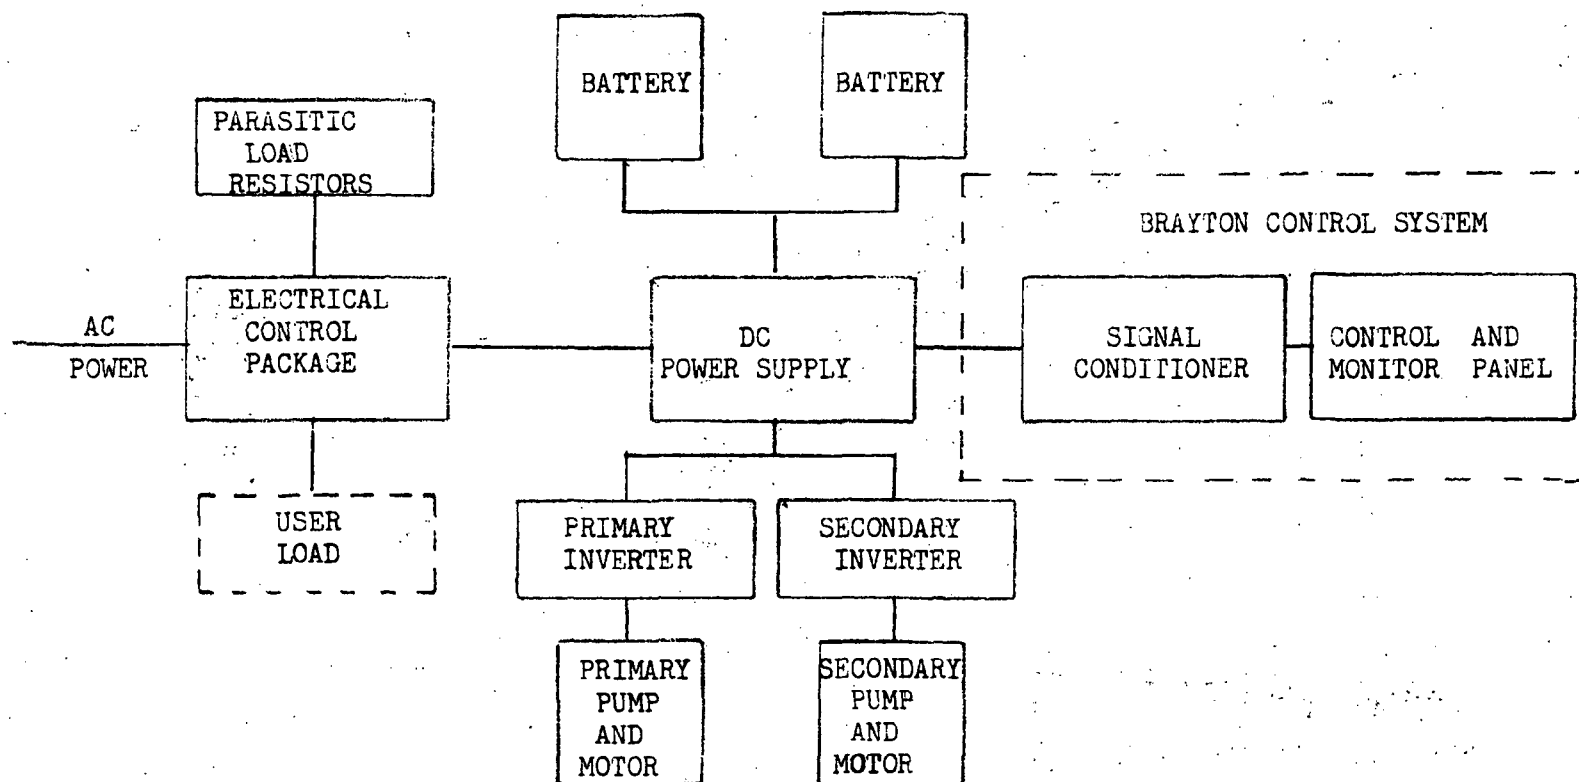 BATTERY
BATTERY
PARASITIC
LOAD
RESISTORS
BRAYTON CONTROL SYSTEM
AC
POWER
ELECTRICAL
CONTROL
PACKAGE
DC
POWER SUPPLY
SIGNAL
CONDITIONER
CONTROL AND
MONITOR PANEL
USER
LOAD
PRIMARY
INVERTER
SECONDARY
INVERTER
PRIMARY
PUMP
AND
MOTOR
SECONDARY
PUMP
AND
MOTOR